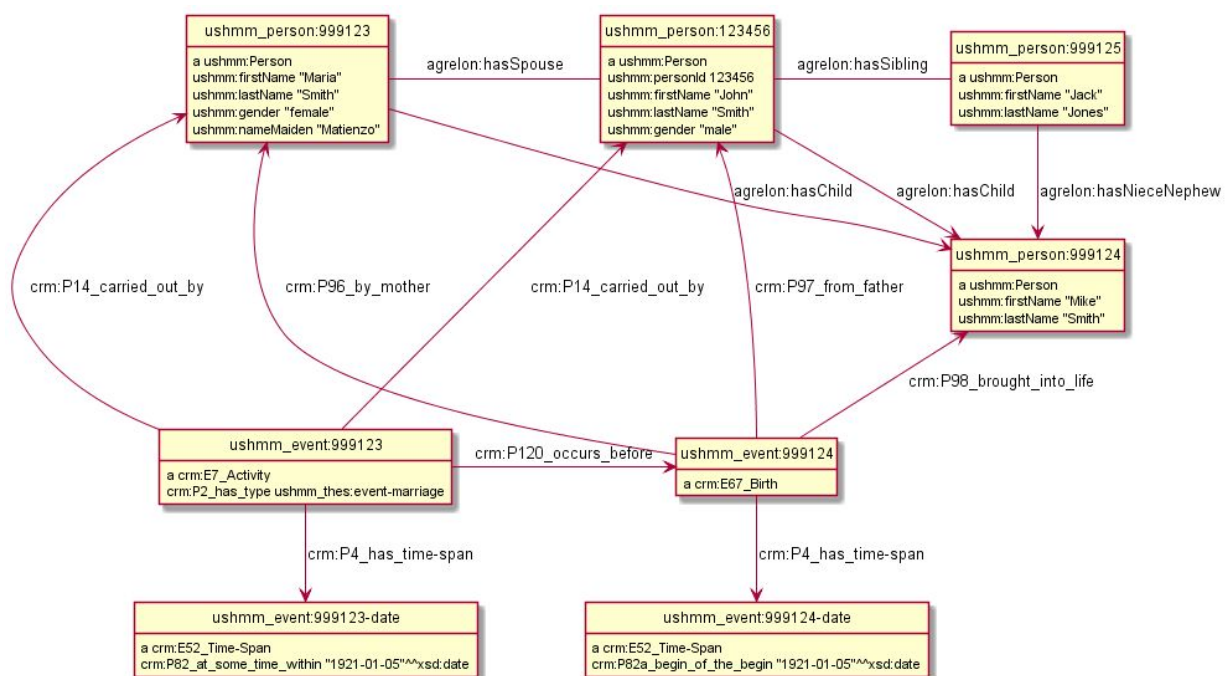 ushmm_person:999123
a ushmm:Person
ushmm:firstName "Maria"
ushmm:lastName "Smith"
ushmm:gender "female"
ushmm:nameMaiden "Matienzo"
agrelon:hasSpouse
ushmm_person:123456
a ushmm:Person
ushmm:personId 123456
ushmm:firstName "John"
ushmm:lastName "Smith"
ushmm:gender "male"
agrelon:hasSibling
ushmm_person:999125
a ushmm:Person
ushmm:firstName "Jack"
ushmm:lastName "Jones"
agrelon:hasChild
agrelon:hasChild
agrelon:hasNieceNephew
ushmm_person:999124
a ushmm:Person
ushmm:firstName "Mike"
ushmm:lastName "Smith"
crm:P14_carried_out_by
crm:P96_by_mother
crm:P14_carried_out_by
crm:P97_from_father
crm:P98_brought_into_life
ushmm_event:999123
a crm:E7_Activity
crm:P2_has_type ushmm_thes:event-marriage
crm:P120_occurs_before
ushmm_event:999124
a crm:E67_Birth
crm:P4_has_time-span
crm:P4_has_time-span
ushmm_event:999123-date
a crm:E52_Time-Span
crm:P82_at_some_time_within "1921-01-05"^^xsd:date
ushmm_event:999124-date
a crm:E52_Time-Span
crm:P82a_begin_of_the_begin "1921-01-05"^^xsd:date